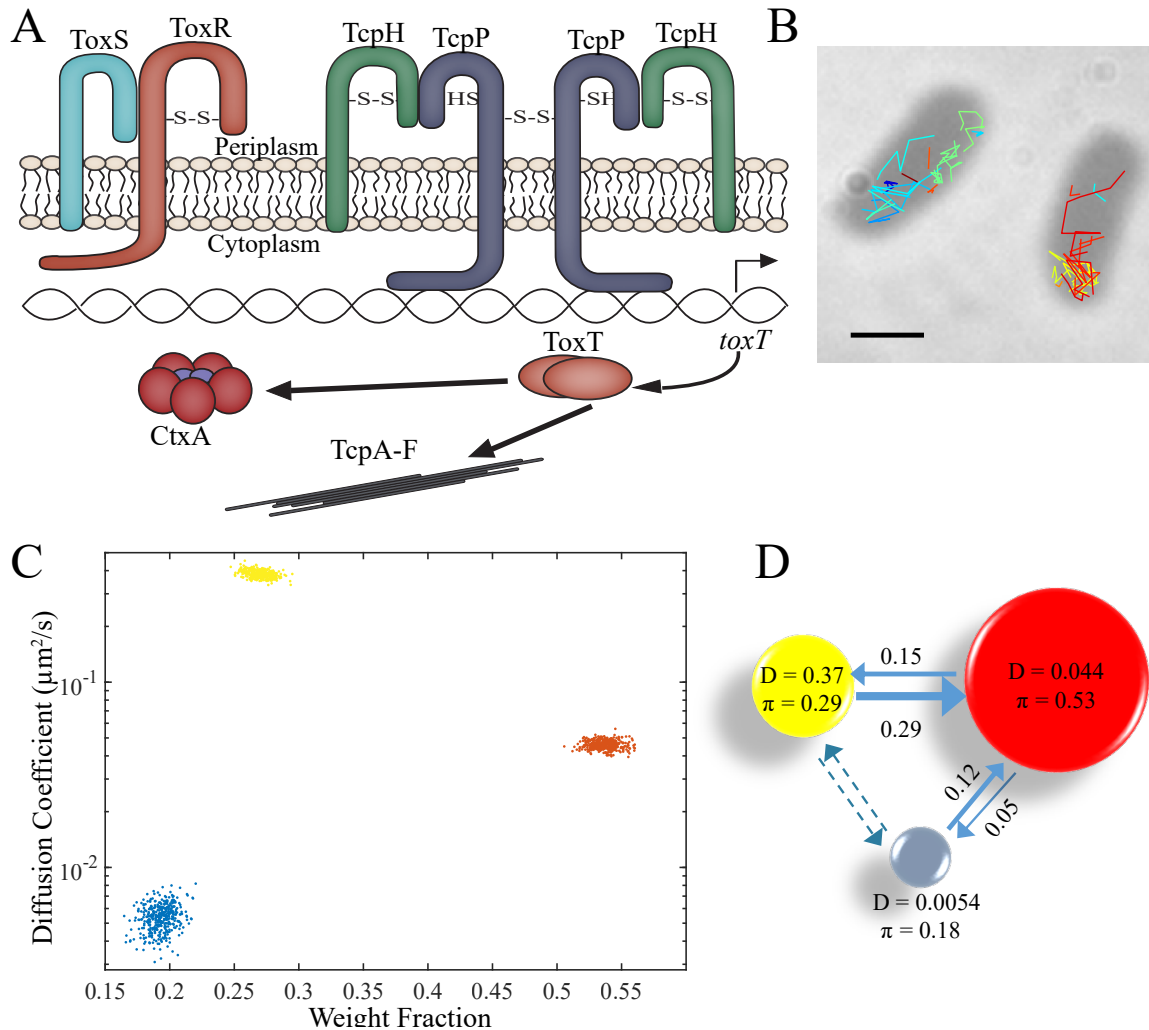 A
ToxS
ToxR
TcpH
TcpP
TcpP
TcpH
-S-S-
-S-S-
HS
-S-S-
-SH
-S-S-
Periplasm
Cytoplasm
toxT
ToxT
CtxA
TcpA-F
B
C
Diffusion Coefficient (μm²/s)
10⁻¹
10⁻²
0.15
0.2
0.25
0.3
0.35
0.4
0.45
0.5
0.55
Weight Fraction
D
D = 0.37
π = 0.29
0.15
0.29
D = 0.044
π = 0.53
0.12
0.05
D = 0.0054
π = 0.18